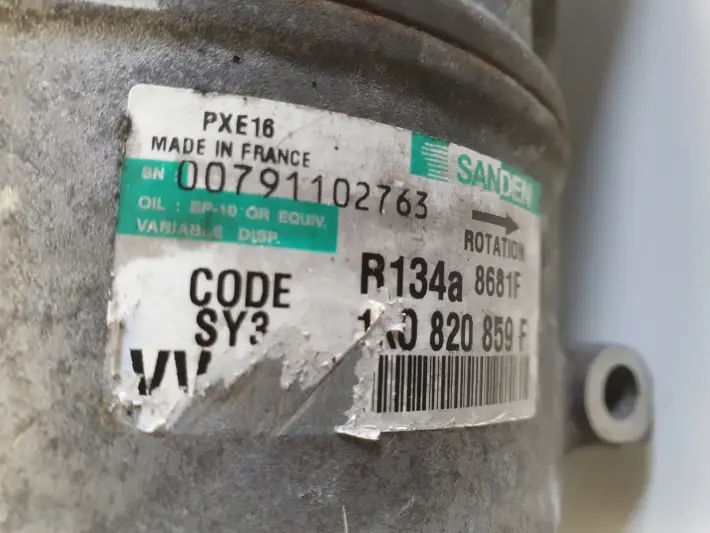 PXE16
MADE IN FRANCE
SANDEN
SN 00791102763
OIL : SP-10 OR EQUIV.
VARIABLE DISP.
ROTATION
CODE
SY3
R134a 8681F
1K0 820 859 F